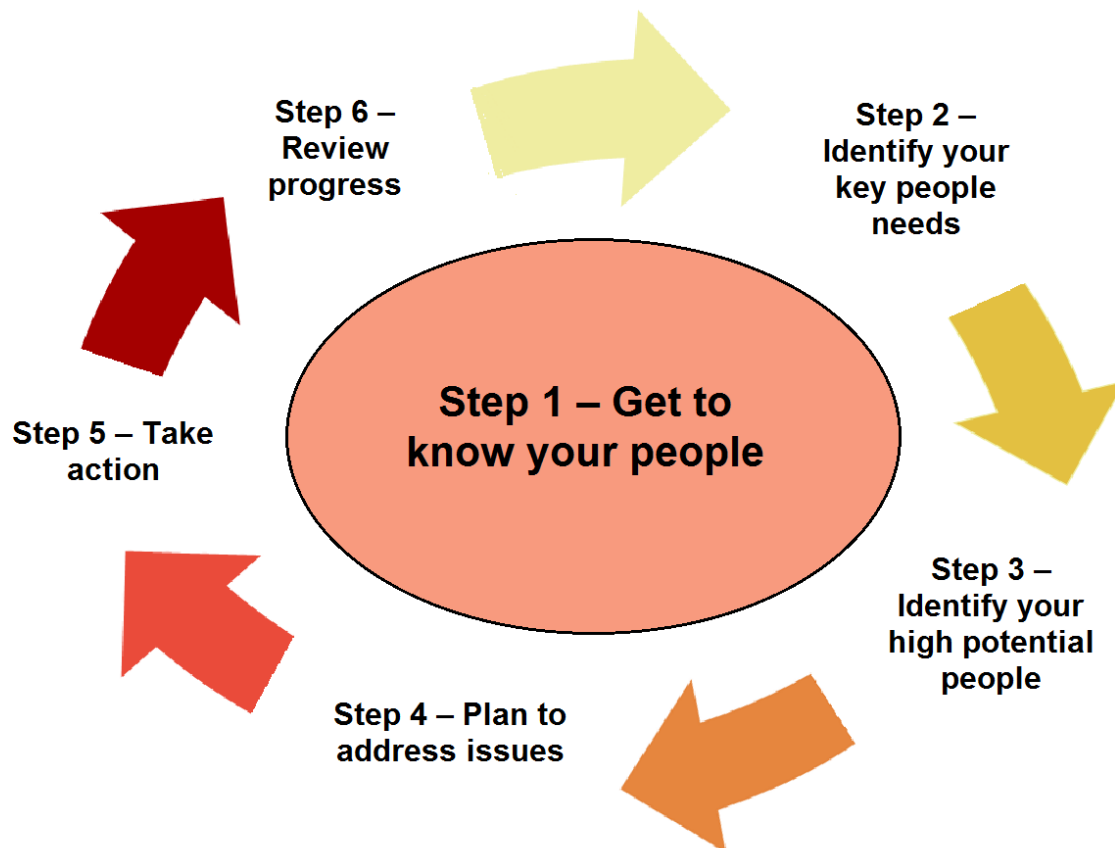 Step 1 – Get to
know your people
Step 2 –
Identify your
key people
needs
Step 3 –
Identify your
high potential
people
Step 4 – Plan to
address issues
Step 5 – Take
action
Step 6 –
Review
progress